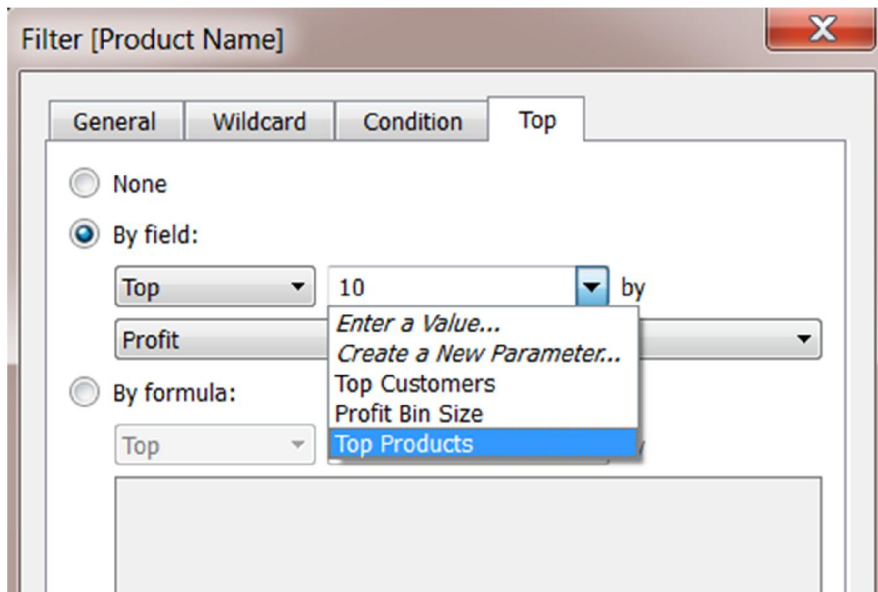 Filter [Product Name]
General Wildcard Condition Top
None
By field:
Top 10 by
Profit
Enter a Value...
Create a New Parameter...
Top Customers
Profit Bin Size
Top Products
By formula:
Top